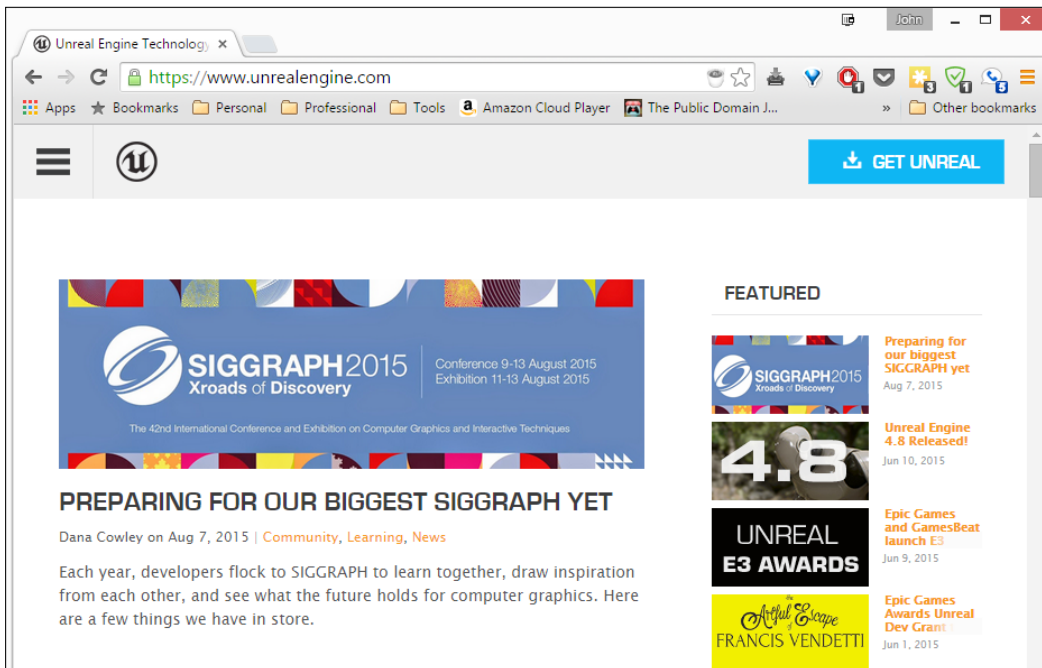 John
Unreal Engine Technology
https://www.unrealengine.com
1
3
1
5
Apps
Bookmarks
Personal
Professional
Tools
a
Amazon Cloud Player
The Public Domain J...
»
Other bookmarks
GET UNREAL
SIGGRAPH2015
Xroads of Discovery
Conference 9-13 August 2015
Exhibition 11-13 August 2015
The 42nd International Conference and Exhibition on Computer Graphics and Interactive Techniques
PREPARING FOR OUR BIGGEST SIGGRAPH YET
Dana Cowley on Aug 7, 2015 | Community, Learning, News
Each year, developers flock to SIGGRAPH to learn together, draw inspiration
from each other, and see what the future holds for computer graphics. Here
are a few things we have in store.
FEATURED
SIGGRAPH2015
Xroads of Discovery
Preparing for
our biggest
SIGGRAPH yet
Aug 7, 2015
4.8
Unreal Engine
4.8 Released!
Jun 10, 2015
UNREAL
E3 AWARDS
Epic Games
and GamesBeat
launch E3
Jun 9, 2015
the
Artful Escape
of
FRANCIS VENDETTI
Epic Games
Awards Unreal
Dev Grant
Jun 1, 2015